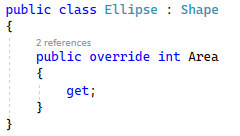 public class Ellipse : Shape
{
2 references
public override int Area
{
get;
}
}